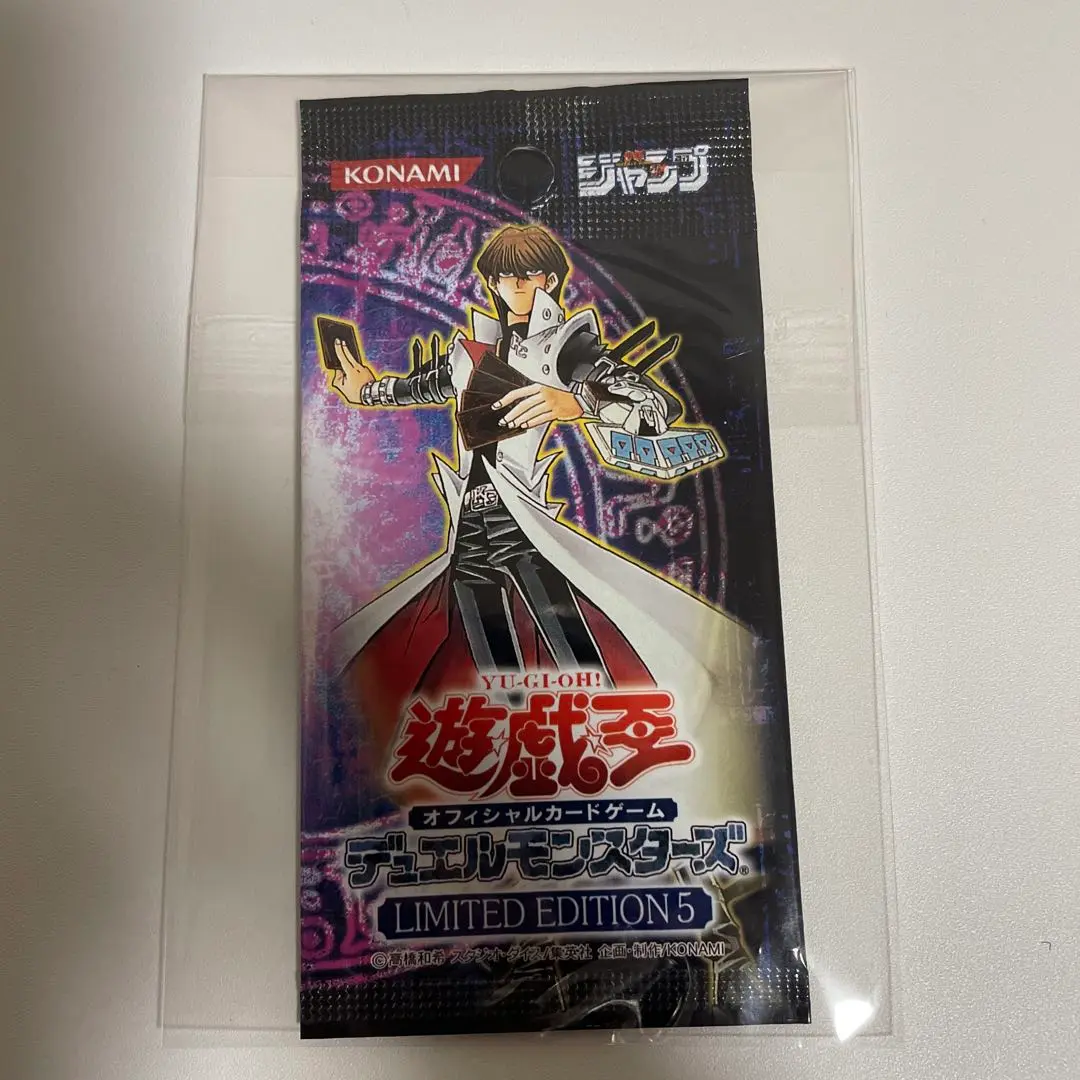 KONAMI
ジャンプ
YU-GI-OH!
遊☆戯☆王
オフィシャルカードゲーム
デュエルモンスターズ®
LIMITED EDITION 5
©高橋和希 スタジオ・ダイス/集英社 企画・制作/KONAMI